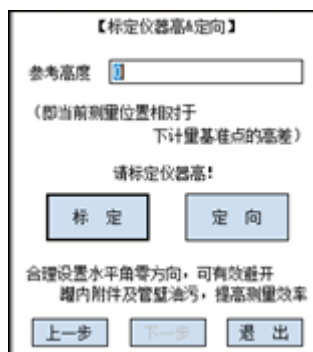 【标定仪器高&定向】
参考高度 0
(即当前测量位置相对于
下计量基准点的高差)
请标定仪器高!
标 定 定 向
合理设置水平角零方向,可有效避开
罐内附件及管壁油污,提高测量效率
上一步 下一步 退 出